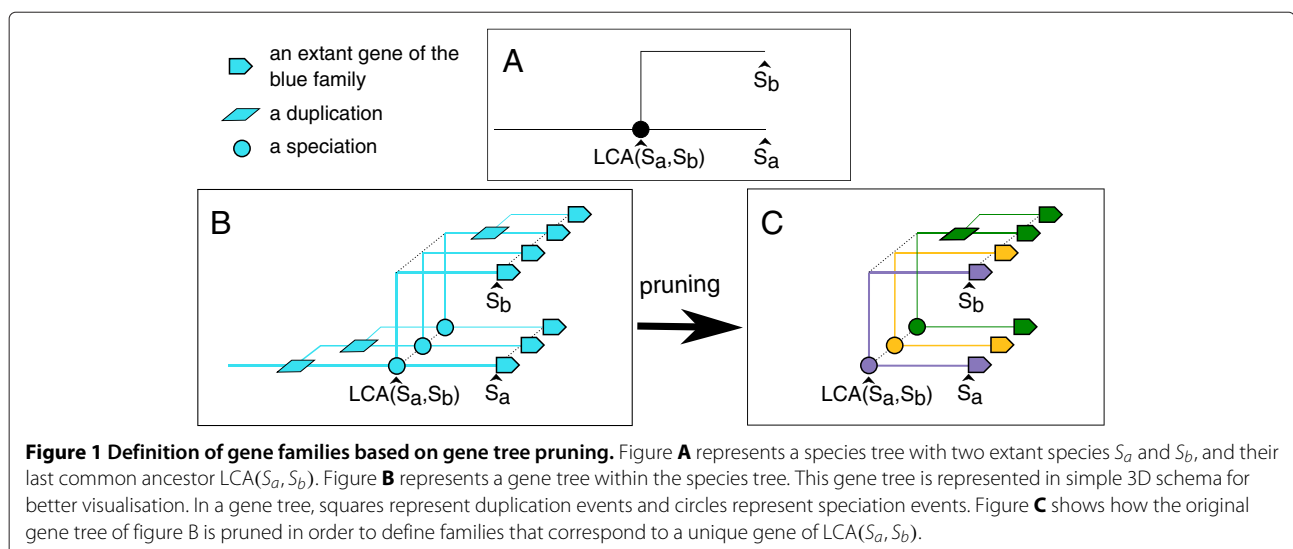 an extant gene of the
blue family
a duplication
a speciation
A
Sb
LCA(Sa,Sb)
Sa
B
Sb
LCA(Sa,Sb)
Sa
pruning
C
Sb
LCA(Sa,Sb)
Sa
Figure 1 Definition of gene families based on gene tree pruning. Figure A represents a species tree with two extant species Sa and Sb, and their
last common ancestor LCA(Sa, Sb). Figure B represents a gene tree within the species tree. This gene tree is represented in simple 3D schema for
better visualisation. In a gene tree, squares represent duplication events and circles represent speciation events. Figure C shows how the original
gene tree of figure B is pruned in order to define families that correspond to a unique gene of LCA(Sa, Sb).